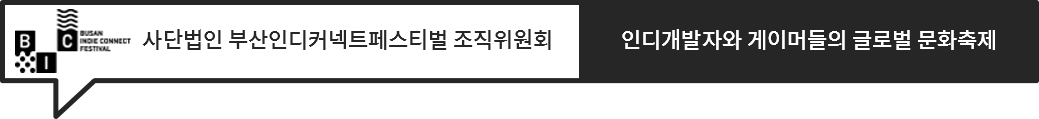 B C I
BUSAN
INDIE CONNECT
FESTIVAL
사단법인 부산인디커넥트페스티벌 조직위원회
인디개발자와 게이머들의 글로벌 문화축제